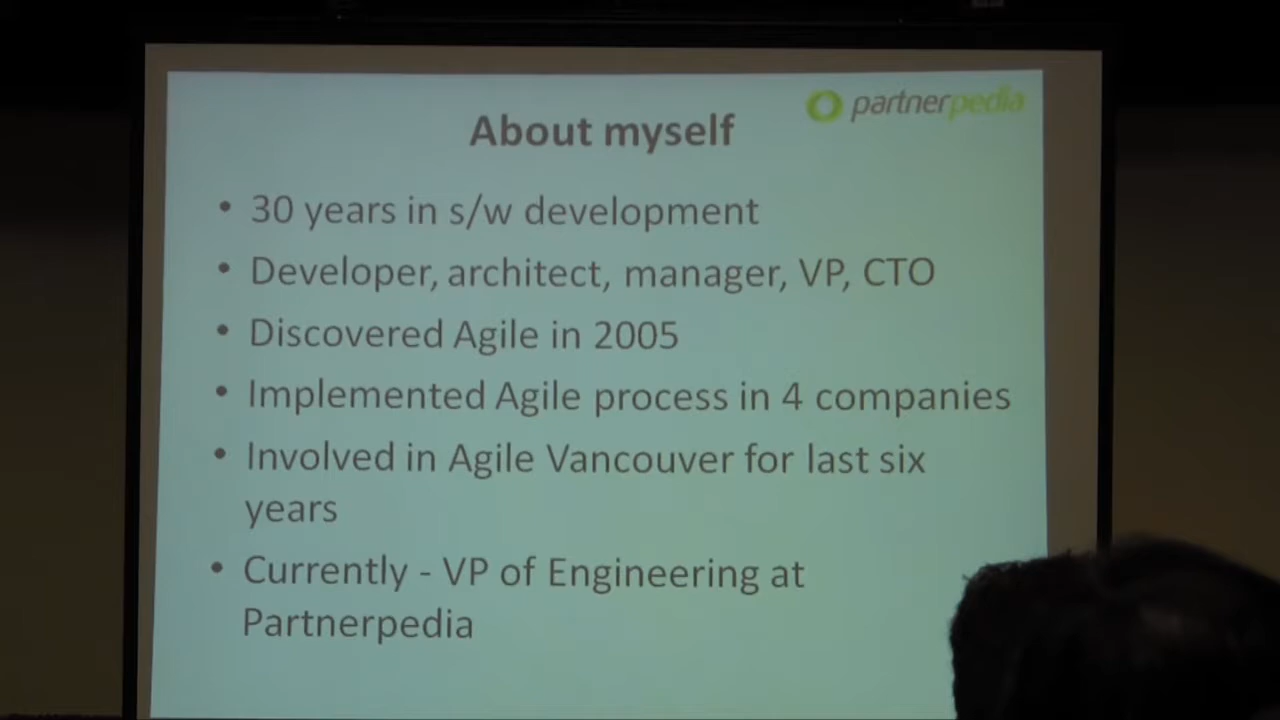 partnerpedia
About myself
• 30 years in s/w development
• Developer, architect, manager, VP, CTO
• Discovered Agile in 2005
• Implemented Agile process in 4 companies
• Involved in Agile Vancouver for last six
years
• Currently - VP of Engineering at
Partnerpedia